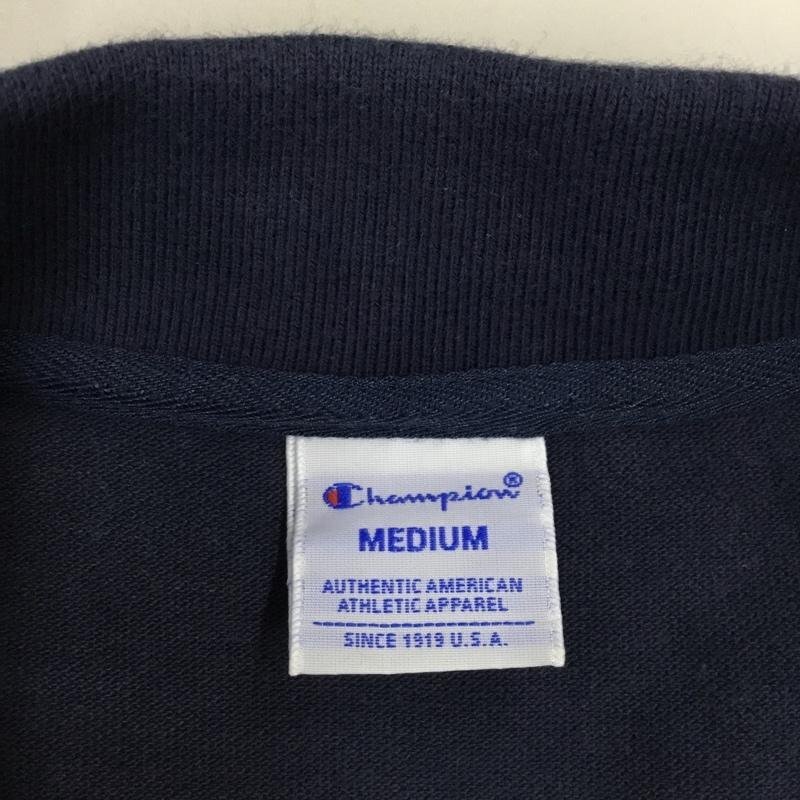 Champion®
MEDIUM
AUTHENTIC AMERICAN
ATHLETIC APPAREL
SINCE 1919 U.S.A.